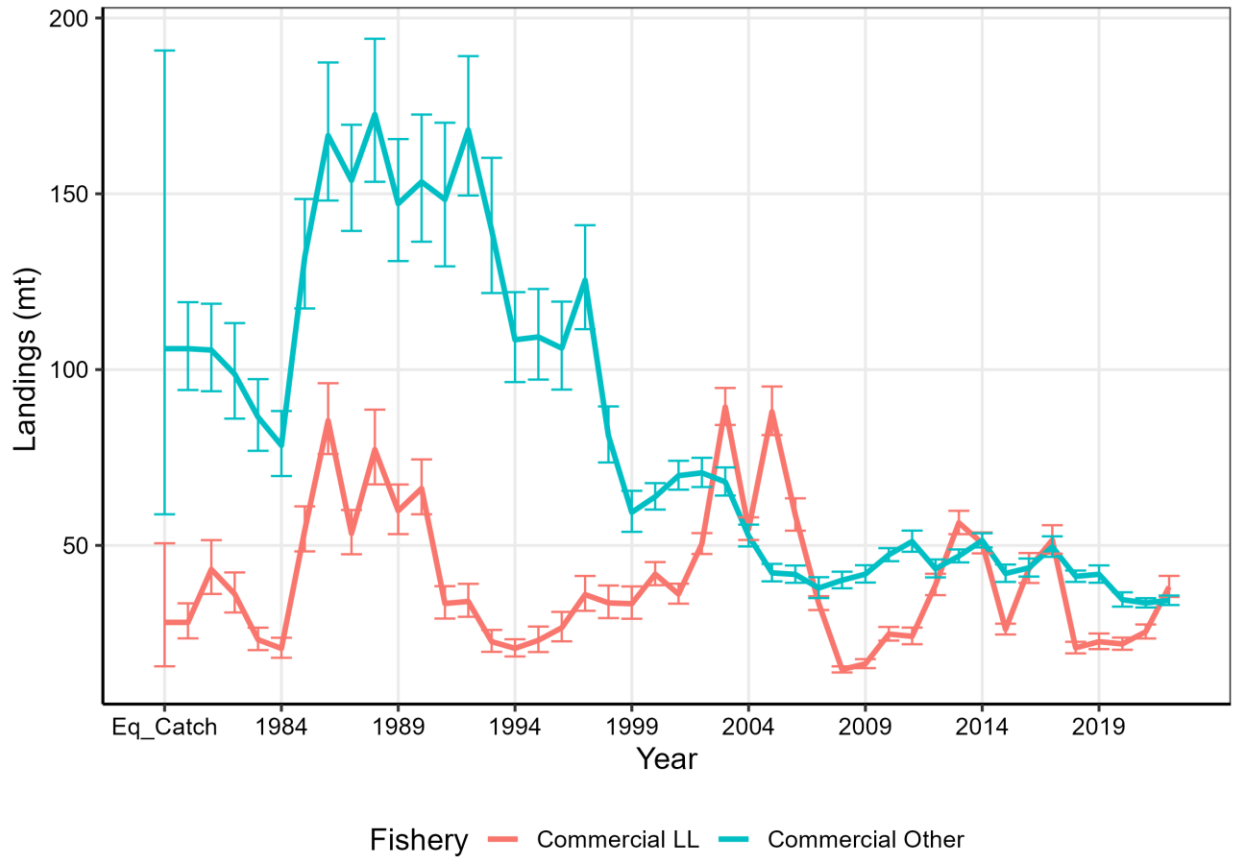 200
150
100
50
Landings (mt)
Eq_Catch 1984 1989 1994 1999 2004 2009 2014 2019
Year
Fishery Commercial LL Commercial Other